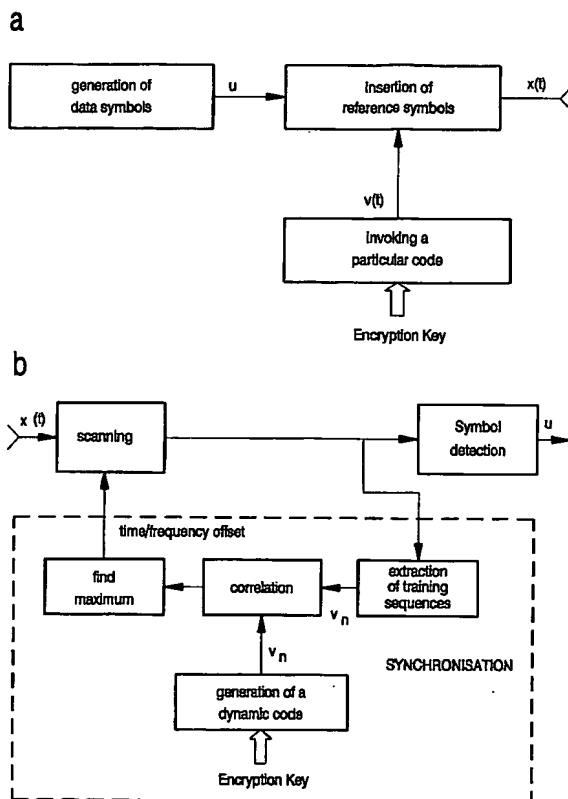 a
generation of
data symbols
u
insertion of
reference symbols
x(t)
v(t)
invoking a
particular code
Encryption Key
b
x (t)
scanning
Symbol
detection
u
time/frequency offset
find
maximum
correlation
extraction
of training
sequences
v n
v n
SYNCHRONISATION
generation of a
dynamic code
Encryption Key